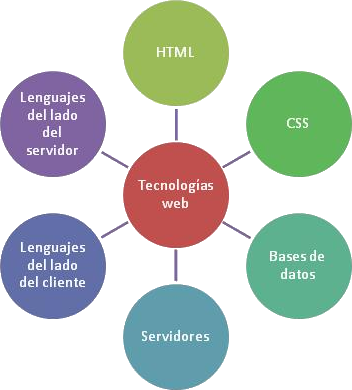 HTML
Lenguajes
del lado
del
servidor
CSS
Tecnologías
web
Lenguajes
del lado
del cliente
Bases de
datos
Servidores